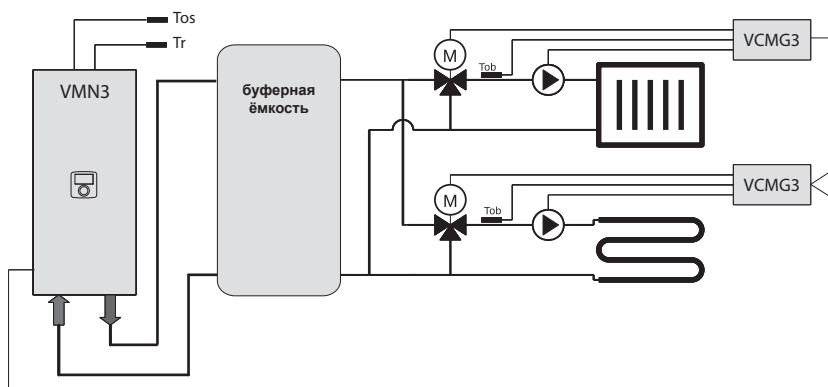 Tos
Tr
VMN3
буферная
ёмкость
M
Tob
VCMG3
M
Tob
VCMG3